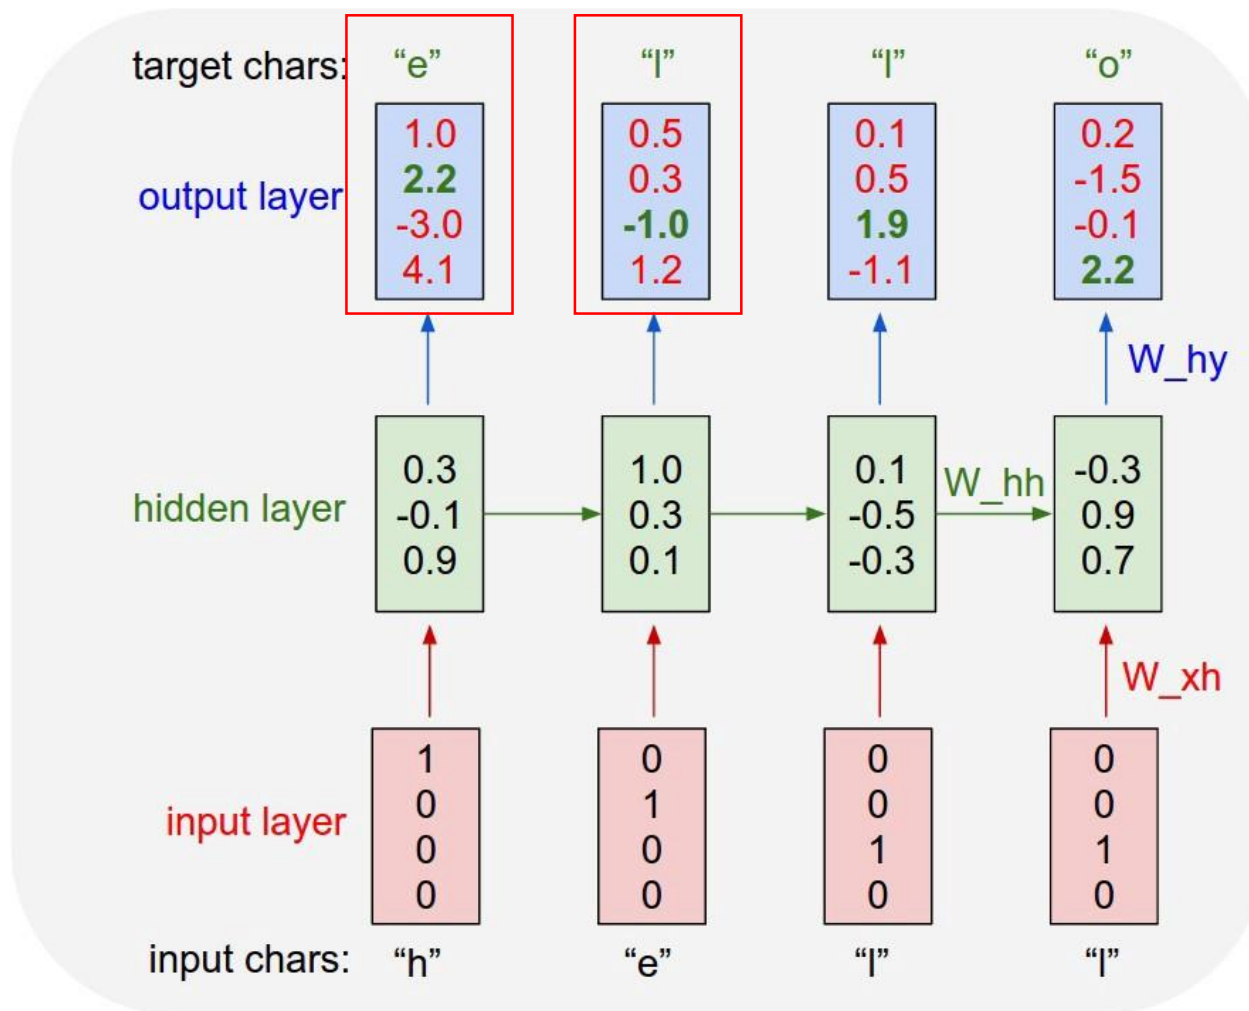 target chars: “e” “l” “l” “o”
1.0 0.5 0.1 0.2
2.2 0.3 0.5 -1.5
output layer
-3.0 -1.0 1.9 -0.1
4.1 1.2 -1.1 2.2
W_hy
0.3 1.0 0.1 -0.3
W_hh
hidden layer -0.1 0.3 -0.5 0.9
0.9 0.1 -0.3 0.7
W_xh
1 0 0 0
0 1 0 0
input layer
0 0 1 1
0 0 0 0
input chars: “h” “e” “l” “l”